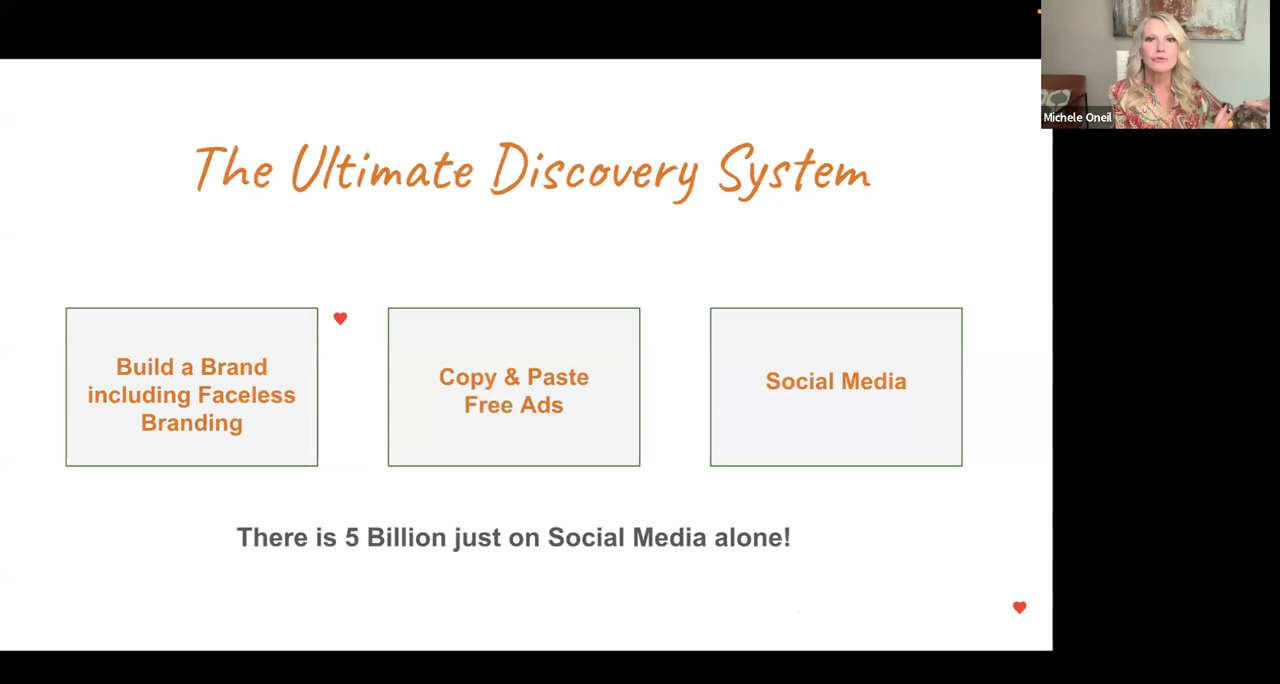 Michele Oneil
The Ultimate Discovery System
Build a Brand
including Faceless
Branding
Copy & Paste
Free Ads
Social Media
There is 5 Billion just on Social Media alone!